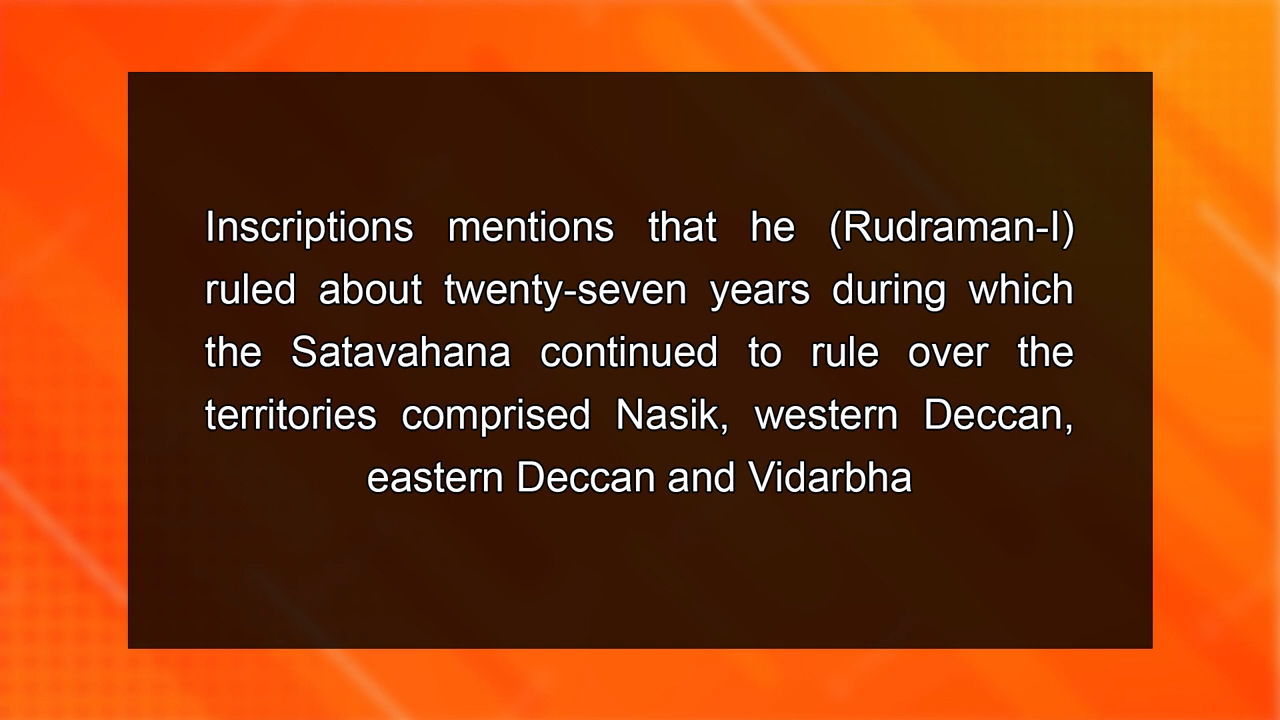 Inscriptions mentions that he (Rudraman-I)
ruled about twenty-seven years during which
the Satavahana continued to rule over the
territories comprised Nasik, western Deccan,
eastern Deccan and Vidarbha